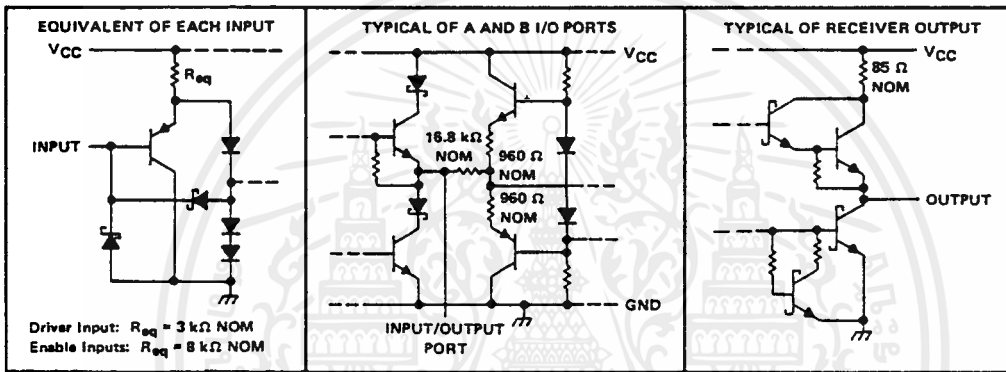 EQUIVALENT OF EACH INPUT
VCC
Req
INPUT
Driver Input: Req = 3 kΩ NOM
Enable Inputs: Req = 8 kΩ NOM
TYPICAL OF A AND B I/O PORTS
VCC
16.8 kΩ
NOM
960 Ω
NOM
960 Ω
NOM
GND
INPUT/OUTPUT
PORT
TYPICAL OF RECEIVER OUTPUT
VCC
85 Ω
NOM
OUTPUT